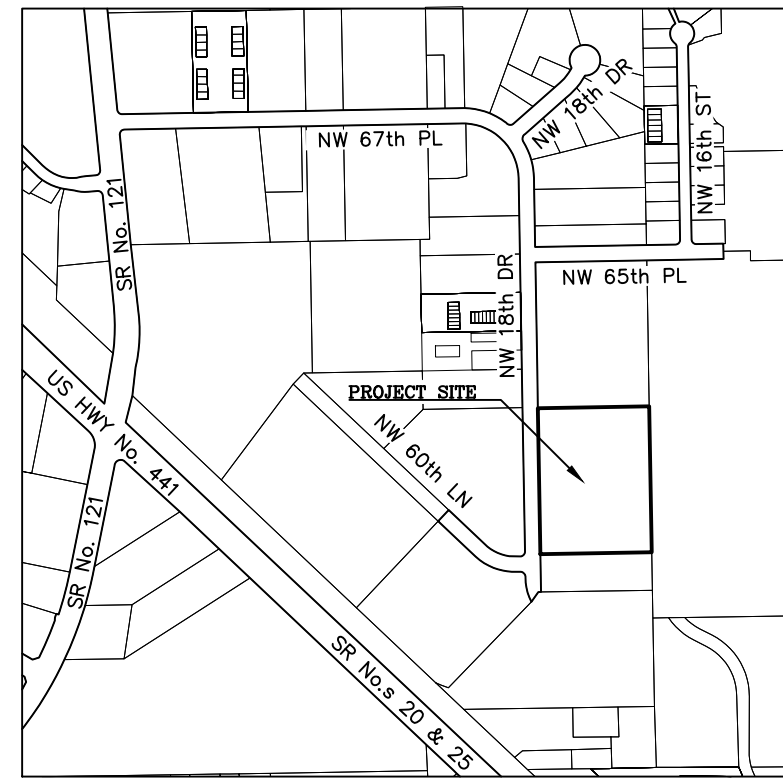 NW 18th DR
NW 16th ST
NW 67th PL
SR No. 121
NW 65th PL
NW 18th DR
PROJECT SITE
US HWY No. 441
NW 60th LN
SR No. 121
SR No.s 20 & 25